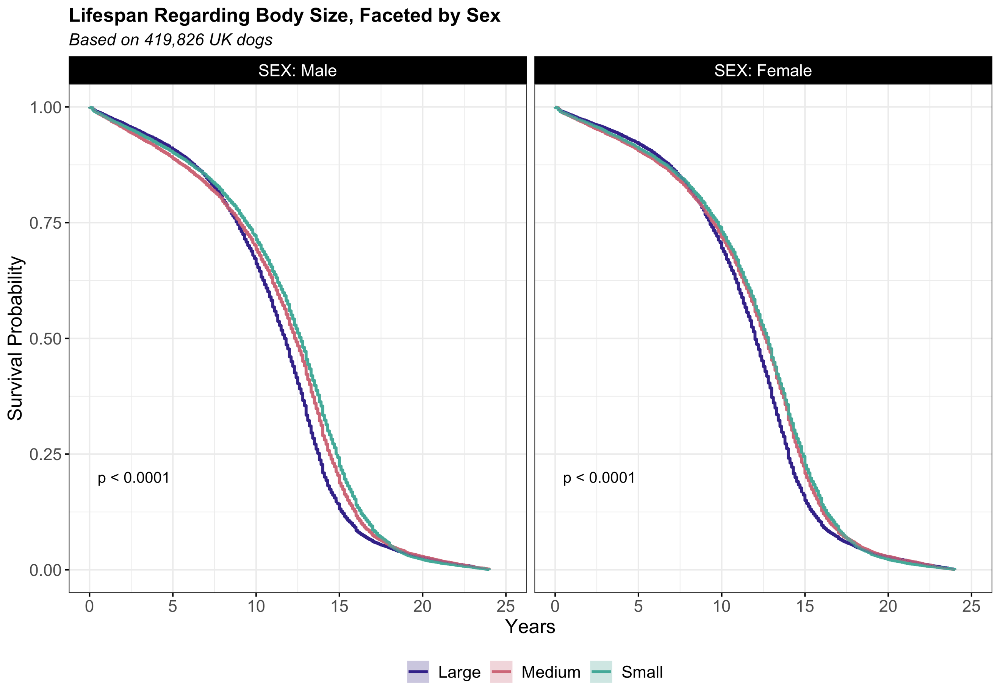 Lifespan Regarding Body Size, Faceted by Sex
Based on 419,826 UK dogs
SEX: Male
SEX: Female
Survival Probability
1.00
0.75
0.50
0.25
0.00
p < 0.0001
p < 0.0001
0 5 10 15 20 25
0 5 10 15 20 25
Years
Large Medium Small